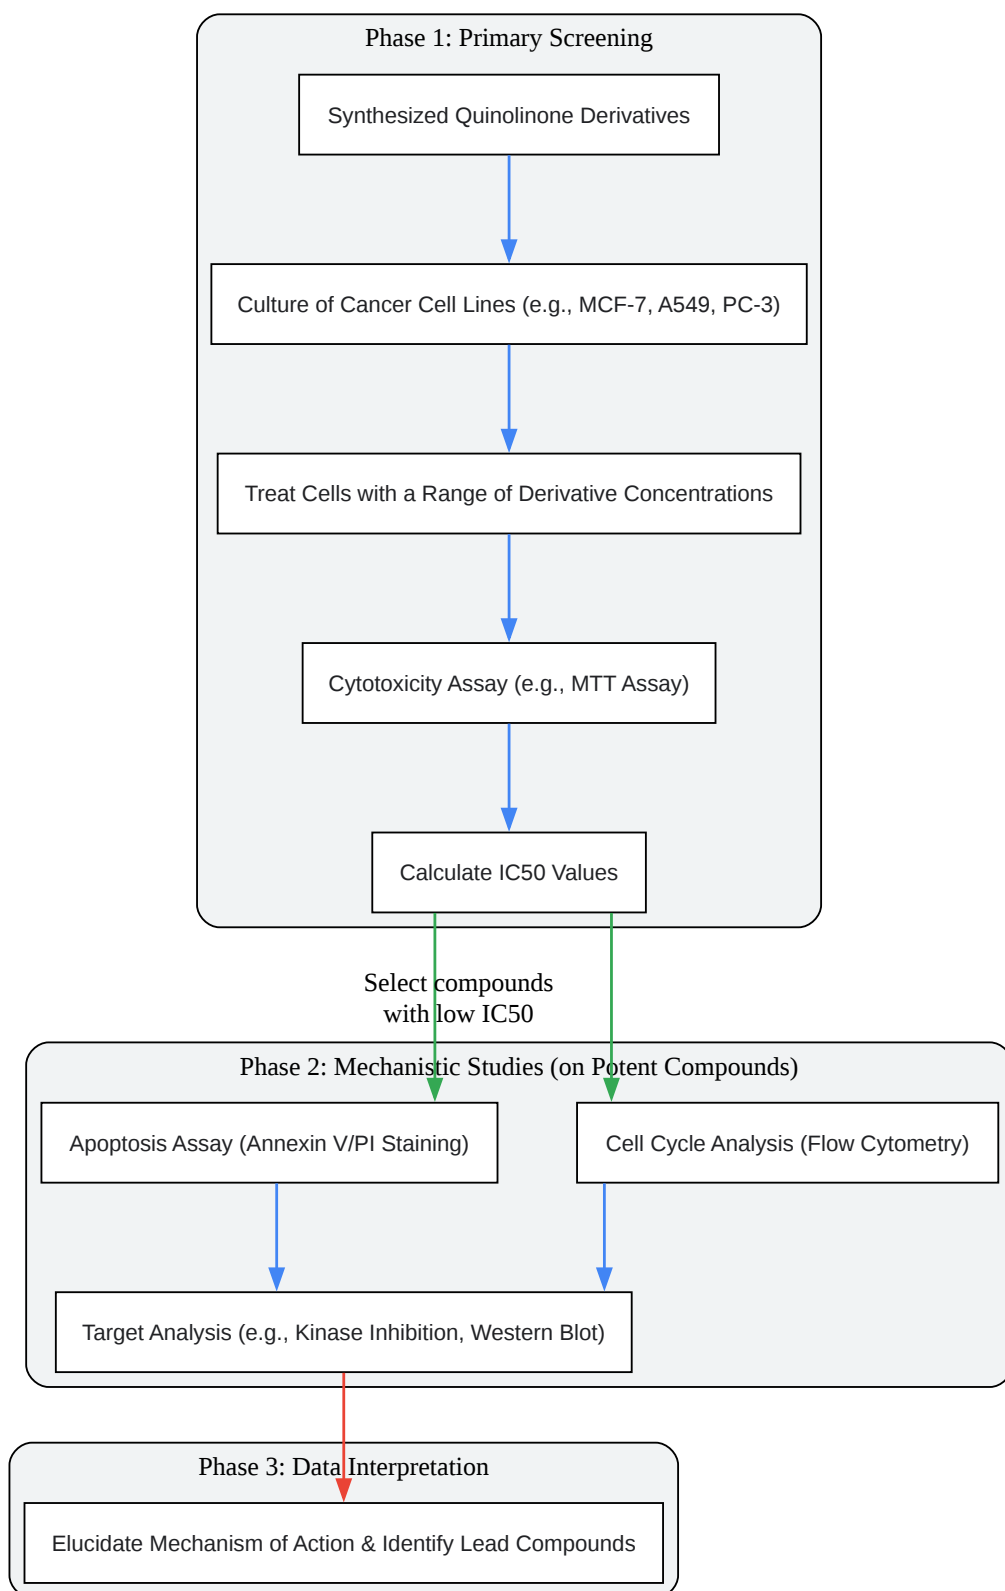 Phase 1: Primary Screening
Synthesized Quinolinone Derivatives
Culture of Cancer Cell Lines (e.g., MCF-7, A549, PC-3)
Treat Cells with a Range of Derivative Concentrations
Cytotoxicity Assay (e.g., MTT Assay)
Calculate IC50 Values
Select compounds
with low IC50
Phase 2: Mechanistic Studies (on Potent Compounds)
Apoptosis Assay (Annexin V/PI Staining)
Cell Cycle Analysis (Flow Cytometry)
Target Analysis (e.g., Kinase Inhibition, Western Blot)
Phase 3: Data Interpretation
Elucidate Mechanism of Action & Identify Lead Compounds